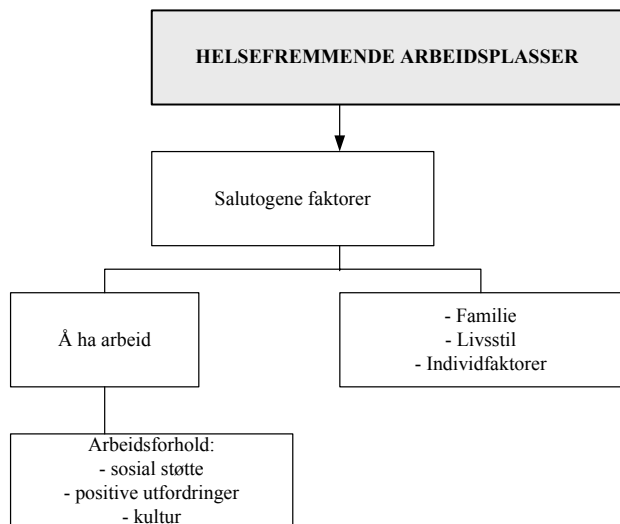 HELSEFREMMENDE ARBEIDSPLASSER
Salutogene faktorer
Å ha arbeid
- Familie
- Livsstil
- Individfaktorer
Arbeidsforhold:
- sosial støtte
- positive utfordringer
- kultur